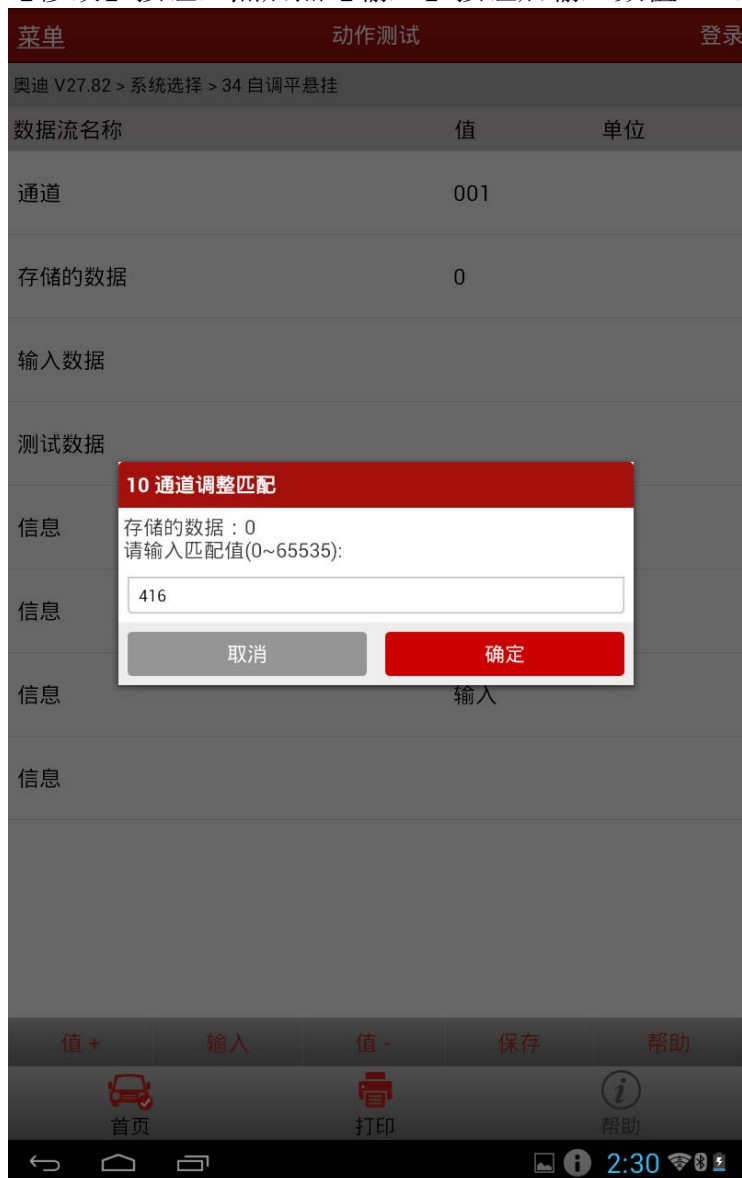 菜单 动作测试 登录
奥迪 V27.82 > 系统选择 > 34 自调平悬挂
数据流名称 值 单位
通道 001
存储的数据 0
输入数据
测试数据
10 通道调整匹配
信息
存储的数据：0
请输入匹配值(0~65535):
416
信息
取消 确定
信息 输入
信息
值 + 输入 值 - 保存 帮助
首页 打印 帮助
2:30